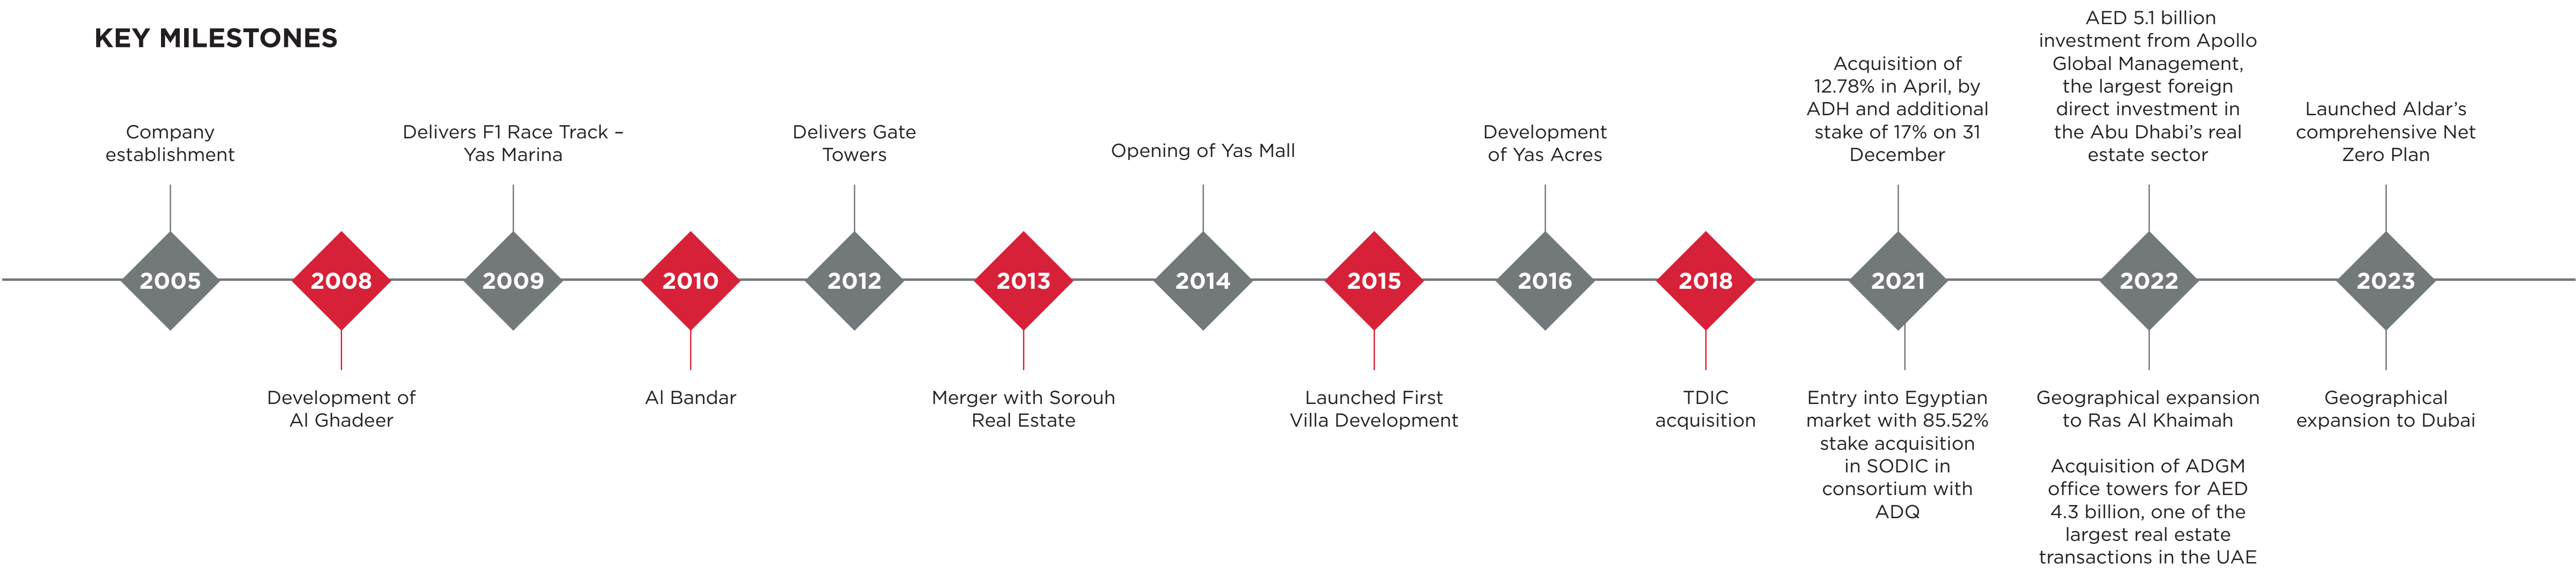 KEY MILESTONES
Company
establishment
2005
2008
Development of
Al Ghadeer
Delivers F1 Race Track –
Yas Marina
2009
2010
Al Bandar
Delivers Gate
Towers
2012
2013
Merger with Sorouh
Real Estate
Opening of Yas Mall
2014
2015
Launched First
Villa Development
Development
of Yas Acres
2016
2018
TDIC
acquisition
Acquisition of
12.78% in April, by
ADH and additional
stake of 17% on 31
December
2021
Entry into Egyptian
market with 85.52%
stake acquisition
in SODIC in
consortium with
ADQ
AED 5.1 billion
investment from Apollo
Global Management,
the largest foreign
direct investment in
the Abu Dhabi’s real
estate sector
2022
Geographical expansion
to Ras Al Khaimah
Acquisition of ADGM
office towers for AED
4.3 billion, one of the
largest real estate
transactions in the UAE
Launched Aldar’s
comprehensive Net
Zero Plan
2023
Geographical
expansion to Dubai